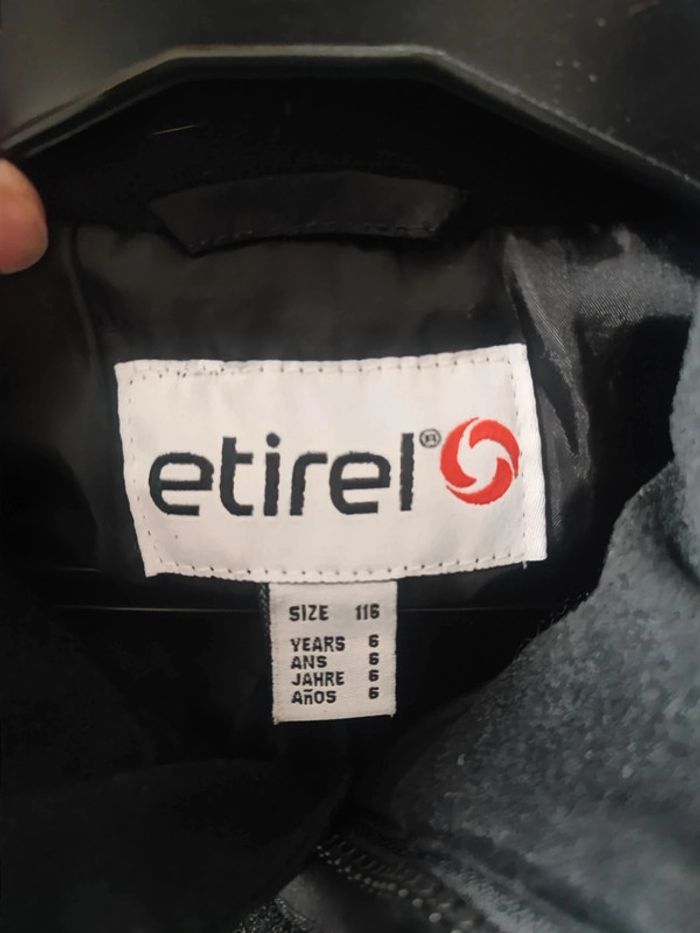 etirel®
SIZE 116
YEARS 6
ANS 6
JAHRE 6
AÑOS 6